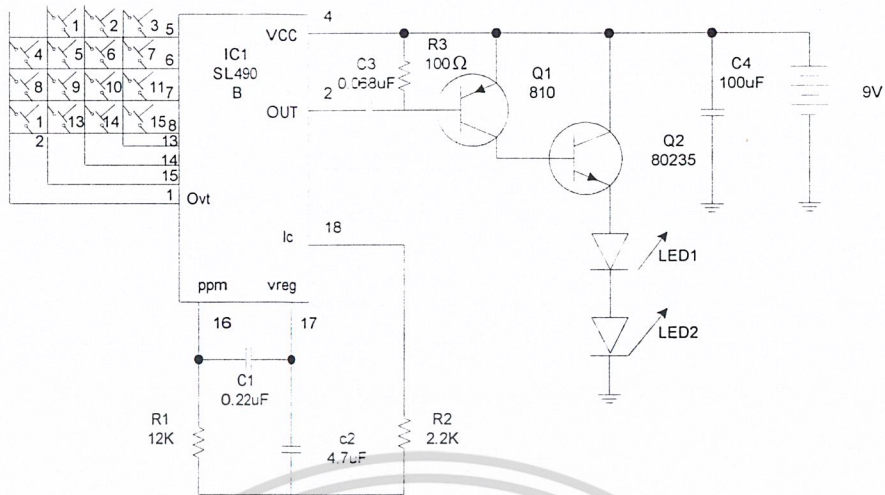 1 2 3 5
4 5 6 7 6
8 9 10 11 7
1 13 14 15 8
2
13
14
15
1
IC1
SL490
B
VCC
4
OUT
2
Ovt
Ic
18
ppm
vreg
16
17
C3
0.068uF
R3
100Ω
Q1
810
Q2
80235
C4
100uF
9V
LED1
LED2
C1
0.22uF
R1
12K
c2
4.7uF
R2
2.2K